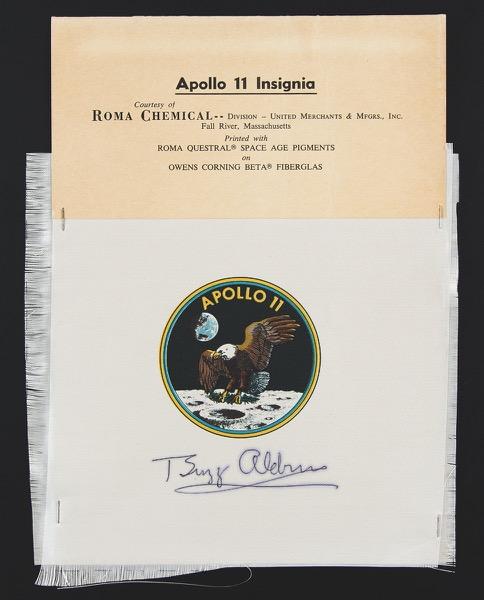 Apollo 11 Insignia
Courtesy of
ROMA CHEMICAL-- DIVISION – UNITED MERCHANTS & MFGRS., INC.
Fall River, Massachusetts
Printed with
ROMA QUESTRAL® SPACE AGE PIGMENTS
on
OWENS CORNING BETA® FIBERGLAS
APOLLO 11
Buzz Aldrin